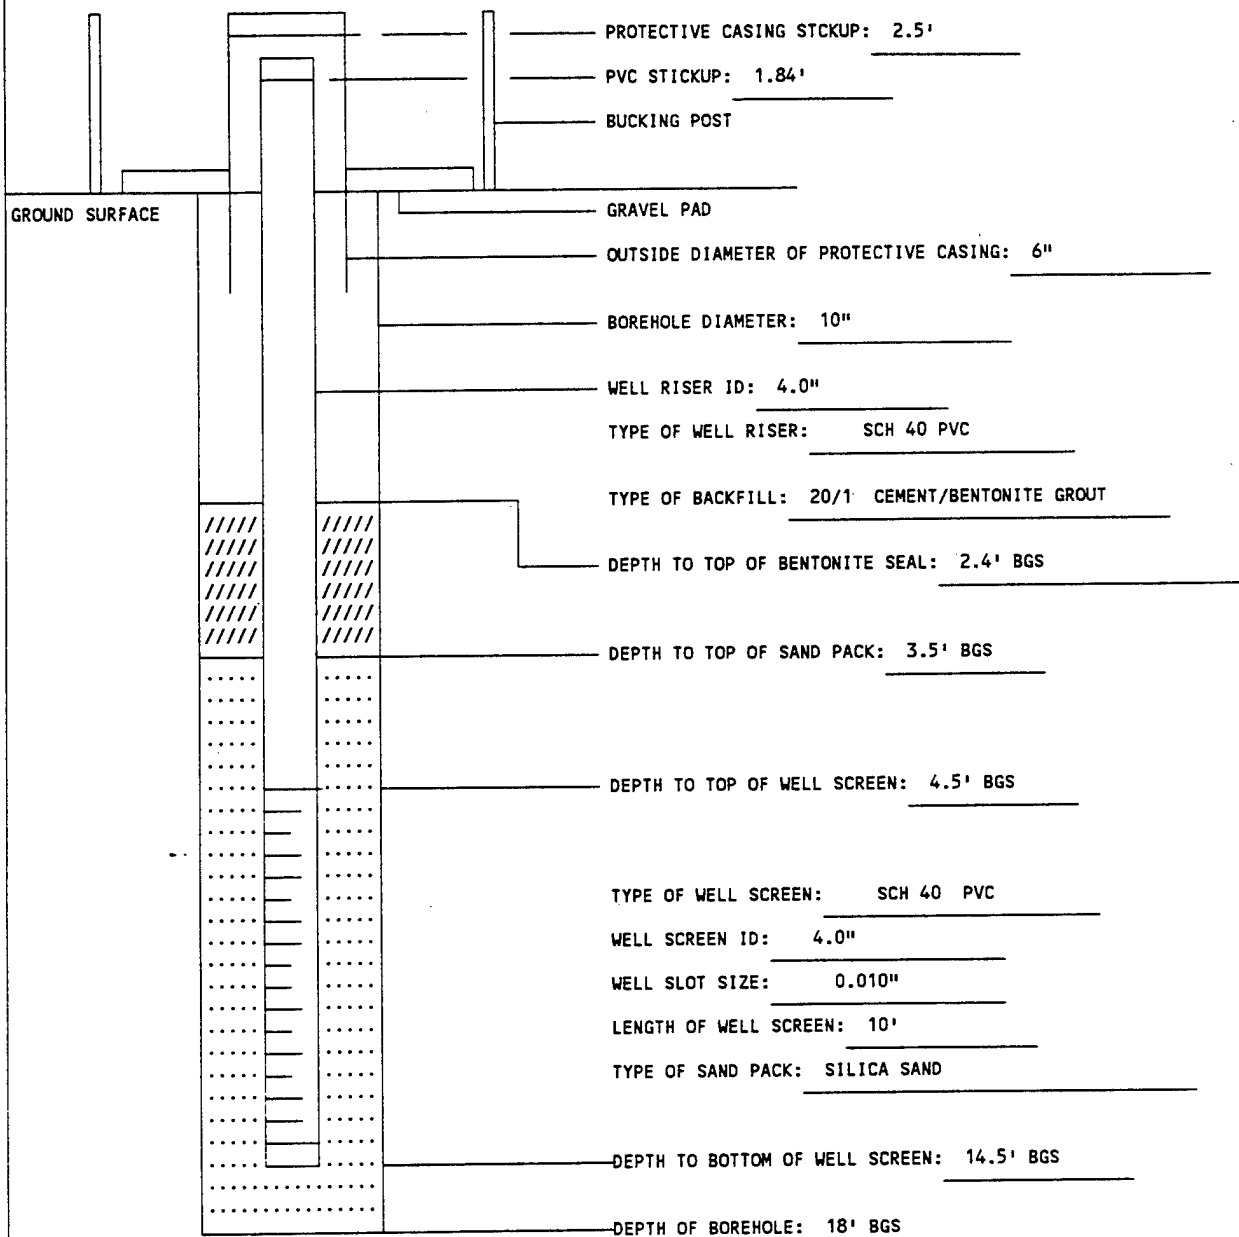 PROTECTIVE CASING STCKUP: 2.5'
PVC STICKUP: 1.84'
BUCKING POST
GROUND SURFACE
GRAVEL PAD
OUTSIDE DIAMETER OF PROTECTIVE CASING: 6"
BOREHOLE DIAMETER: 10"
WELL RISER ID: 4.0"
TYPE OF WELL RISER: SCH 40 PVC
TYPE OF BACKFILL: 20/1 CEMENT/BENTONITE GROUT
DEPTH TO TOP OF BENTONITE SEAL: 2.4' BGS
DEPTH TO TOP OF SAND PACK: 3.5' BGS
DEPTH TO TOP OF WELL SCREEN: 4.5' BGS
TYPE OF WELL SCREEN: SCH 40 PVC
WELL SCREEN ID: 4.0"
WELL SLOT SIZE: 0.010"
LENGTH OF WELL SCREEN: 10'
TYPE OF SAND PACK: SILICA SAND
DEPTH TO BOTTOM OF WELL SCREEN: 14.5' BGS
DEPTH OF BOREHOLE: 18' BGS